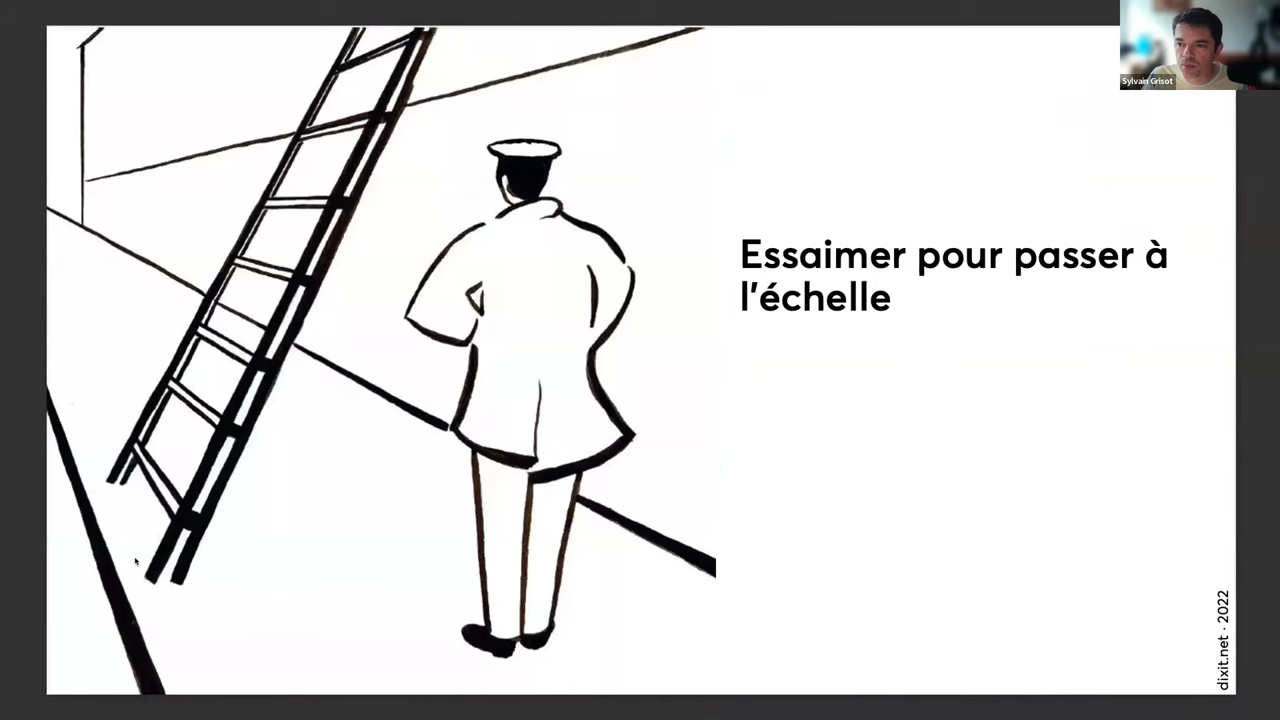 Sylvain Grisot
Essaimer pour passer à
l'échelle
dixit.net · 2022